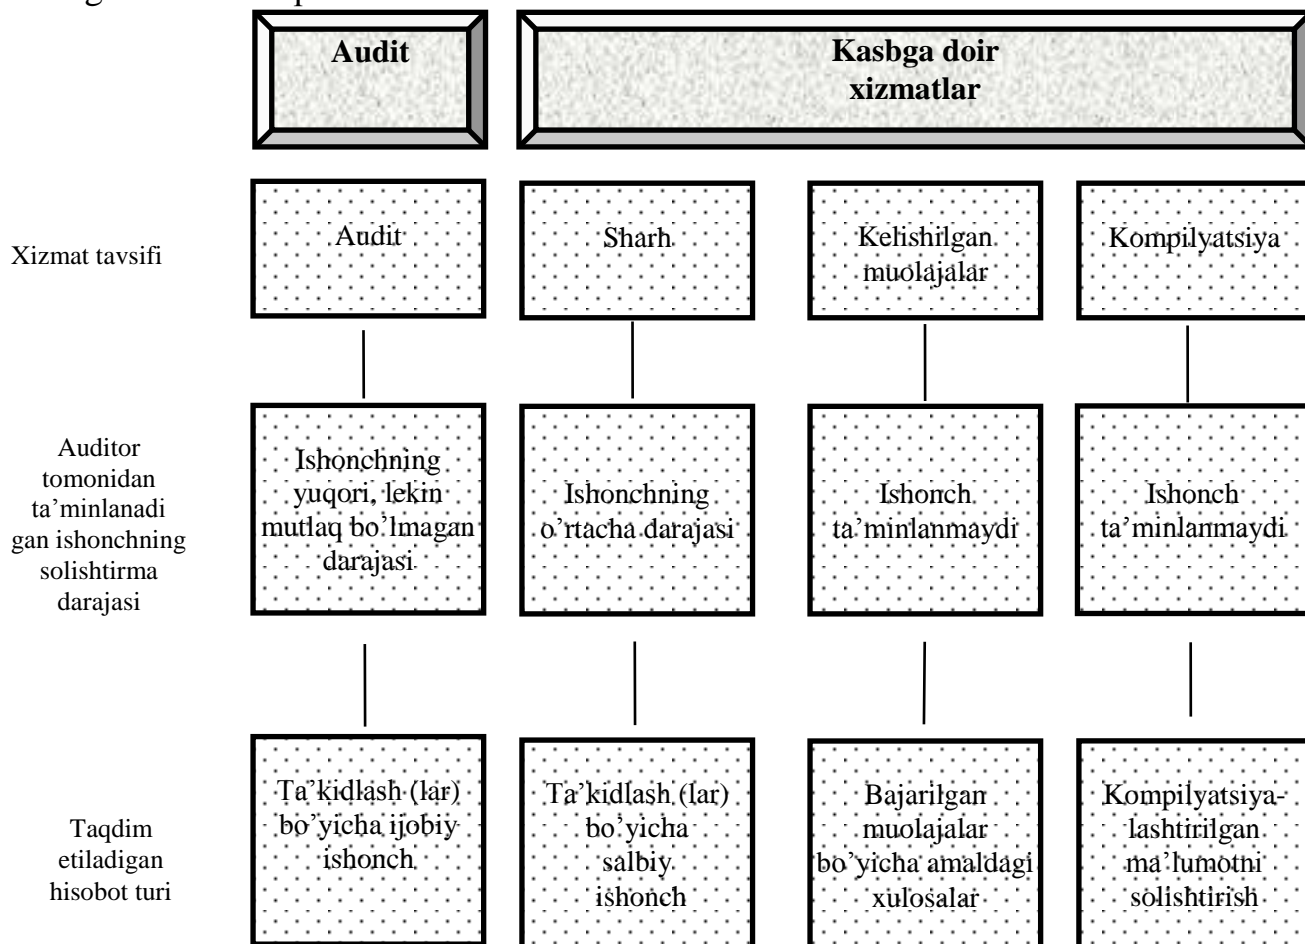 Audit
Kasbga doir
xizmatlar
Xizmat tavsifi
Audit
Sharh
Kelishilgan
muolajalar
Kompilyatsiya
Auditor
tomonidan
ta’minlanadi
gan ishonchning
solishtirma
darajasi
Ishonchning
yuqori, lekin
mutlaq bo’lmagan
darajasi
Ishonchning
o’rtacha darajasi
Ishonch
ta’minlanmaydi
Ishonch
ta’minlanmaydi
Taqdim
etiladigan
hisobot turi
Ta’kidlash (lar)
bo’yicha ijobiy
ishonch
Ta’kidlash (lar)
bo’yicha
salbiy
ishonch
Bajarilgan
muolajalar
bo’yicha amaldagi
xulosalar
Kompilyatsiya-
lashtirilgan
ma’lumotni
solishtirish